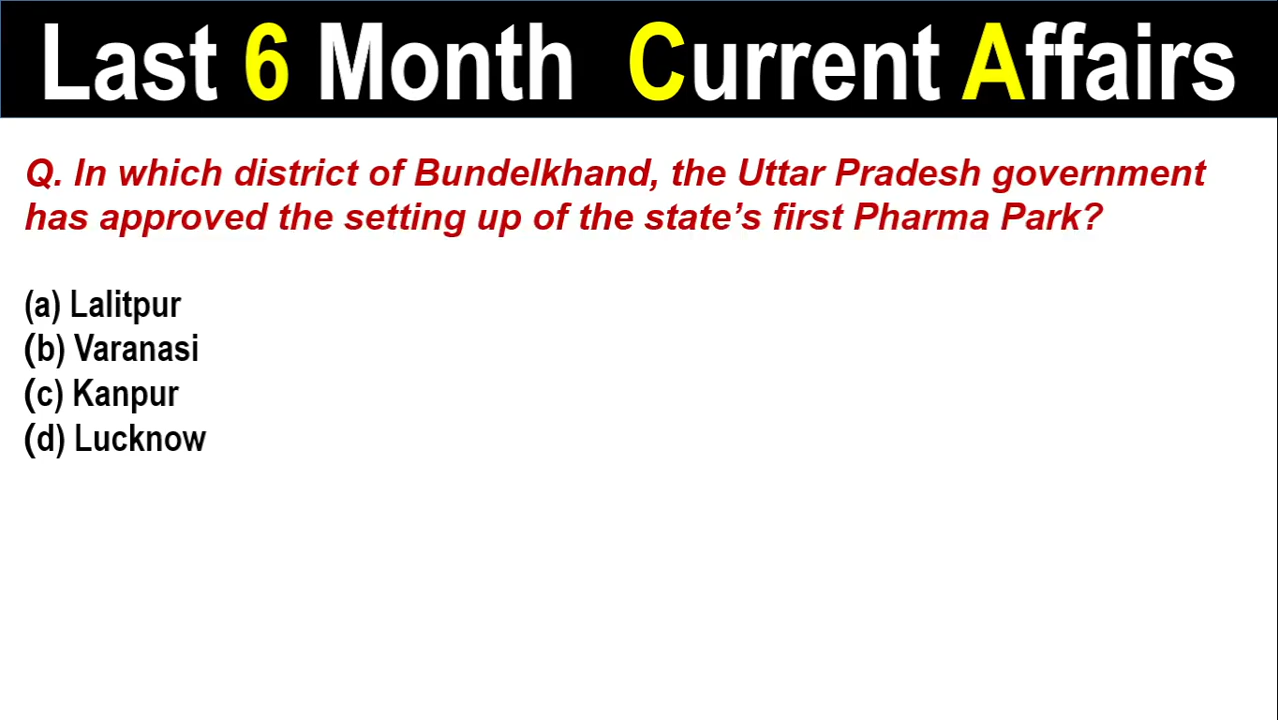 Last 6 Month Current Affairs
Q. In which district of Bundelkhand, the Uttar Pradesh government
has approved the setting up of the state’s first Pharma Park?
(a) Lalitpur
(b) Varanasi
(c) Kanpur
(d) Lucknow